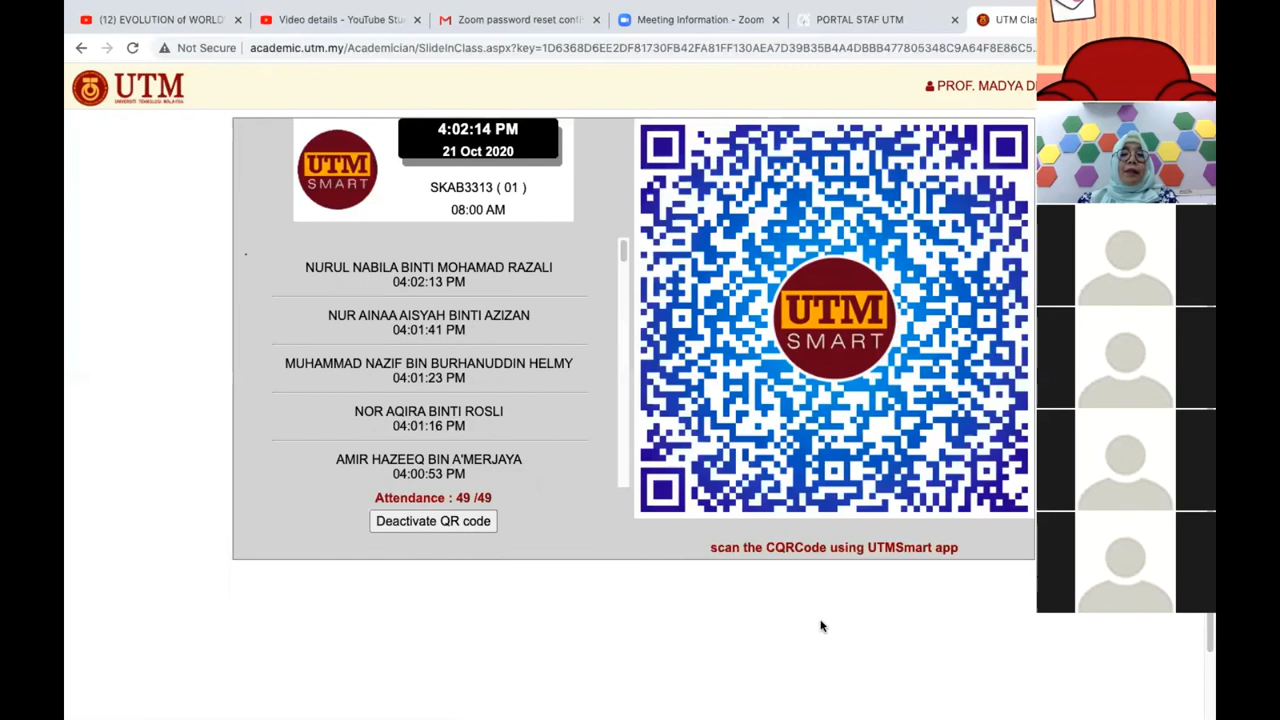 (12) EVOLUTION of WORLD
Video details - YouTube Stu
Zoom password reset confi
Meeting Information - Zoom
PORTAL STAF UTM
UTM Clas
Not Secure
academic.utm.my/Academician/SlideInClass.aspx?key=1D6368D6EE2DF81730FB42FA81FF130AEA7D39B35B4A4DBBB477805348C9A64F8E86C5...
UTM
UNIVERSITI TEKNOLOGI MALAYSIA
PROF. MADYA D
UTM
SMART
4:02:14 PM
21 Oct 2020
SKAB3313 ( 01 )
08:00 AM
NURUL NABILA BINTI MOHAMAD RAZALI
04:02:13 PM
NUR AINAA AISYAH BINTI AZIZAN
04:01:41 PM
MUHAMMAD NAZIF BIN BURHANUDDIN HELMY
04:01:23 PM
NOR AQIRA BINTI ROSLI
04:01:16 PM
AMIR HAZEEQ BIN A'MERJAYA
04:00:53 PM
Attendance : 49 /49
Deactivate QR code
UTM
SMART
scan the CQRCode using UTMSmart app